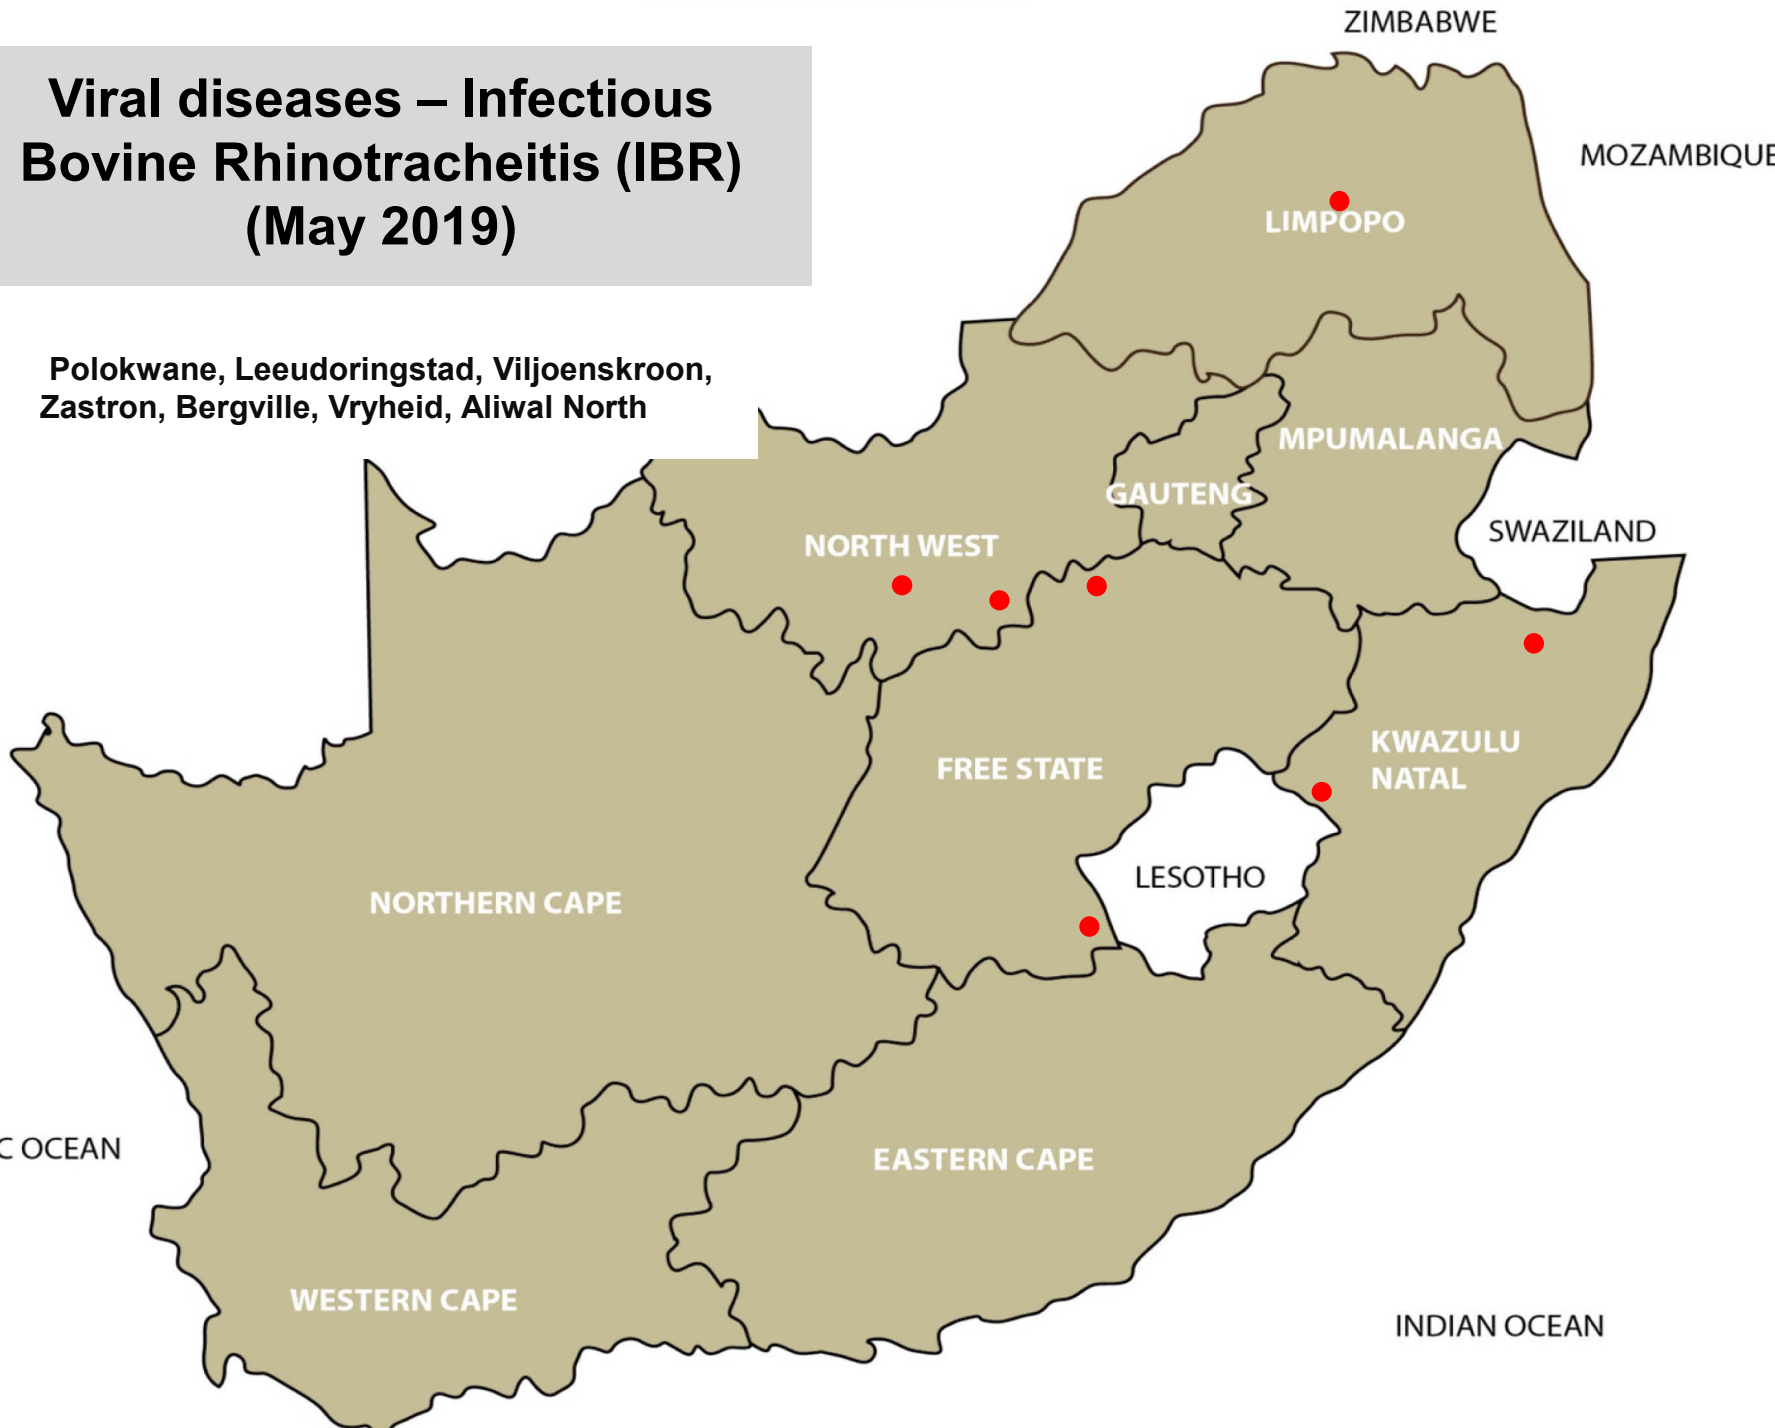 ZIMBABWE
Viral diseases – Infectious
Bovine Rhinotracheitis (IBR)
(May 2019)
MOZAMBIQUE
LIMPOPO
Polokwane, Leeudoringstad, Viljoenskroon,
Zastron, Bergville, Vryheid, Aliwal North
MPUMALANGA
GAUTENG
SWAZILAND
NORTH WEST
KWAZULU
NATAL
FREE STATE
LESOTHO
NORTHERN CAPE
C OCEAN
EASTERN CAPE
WESTERN CAPE
INDIAN OCEAN